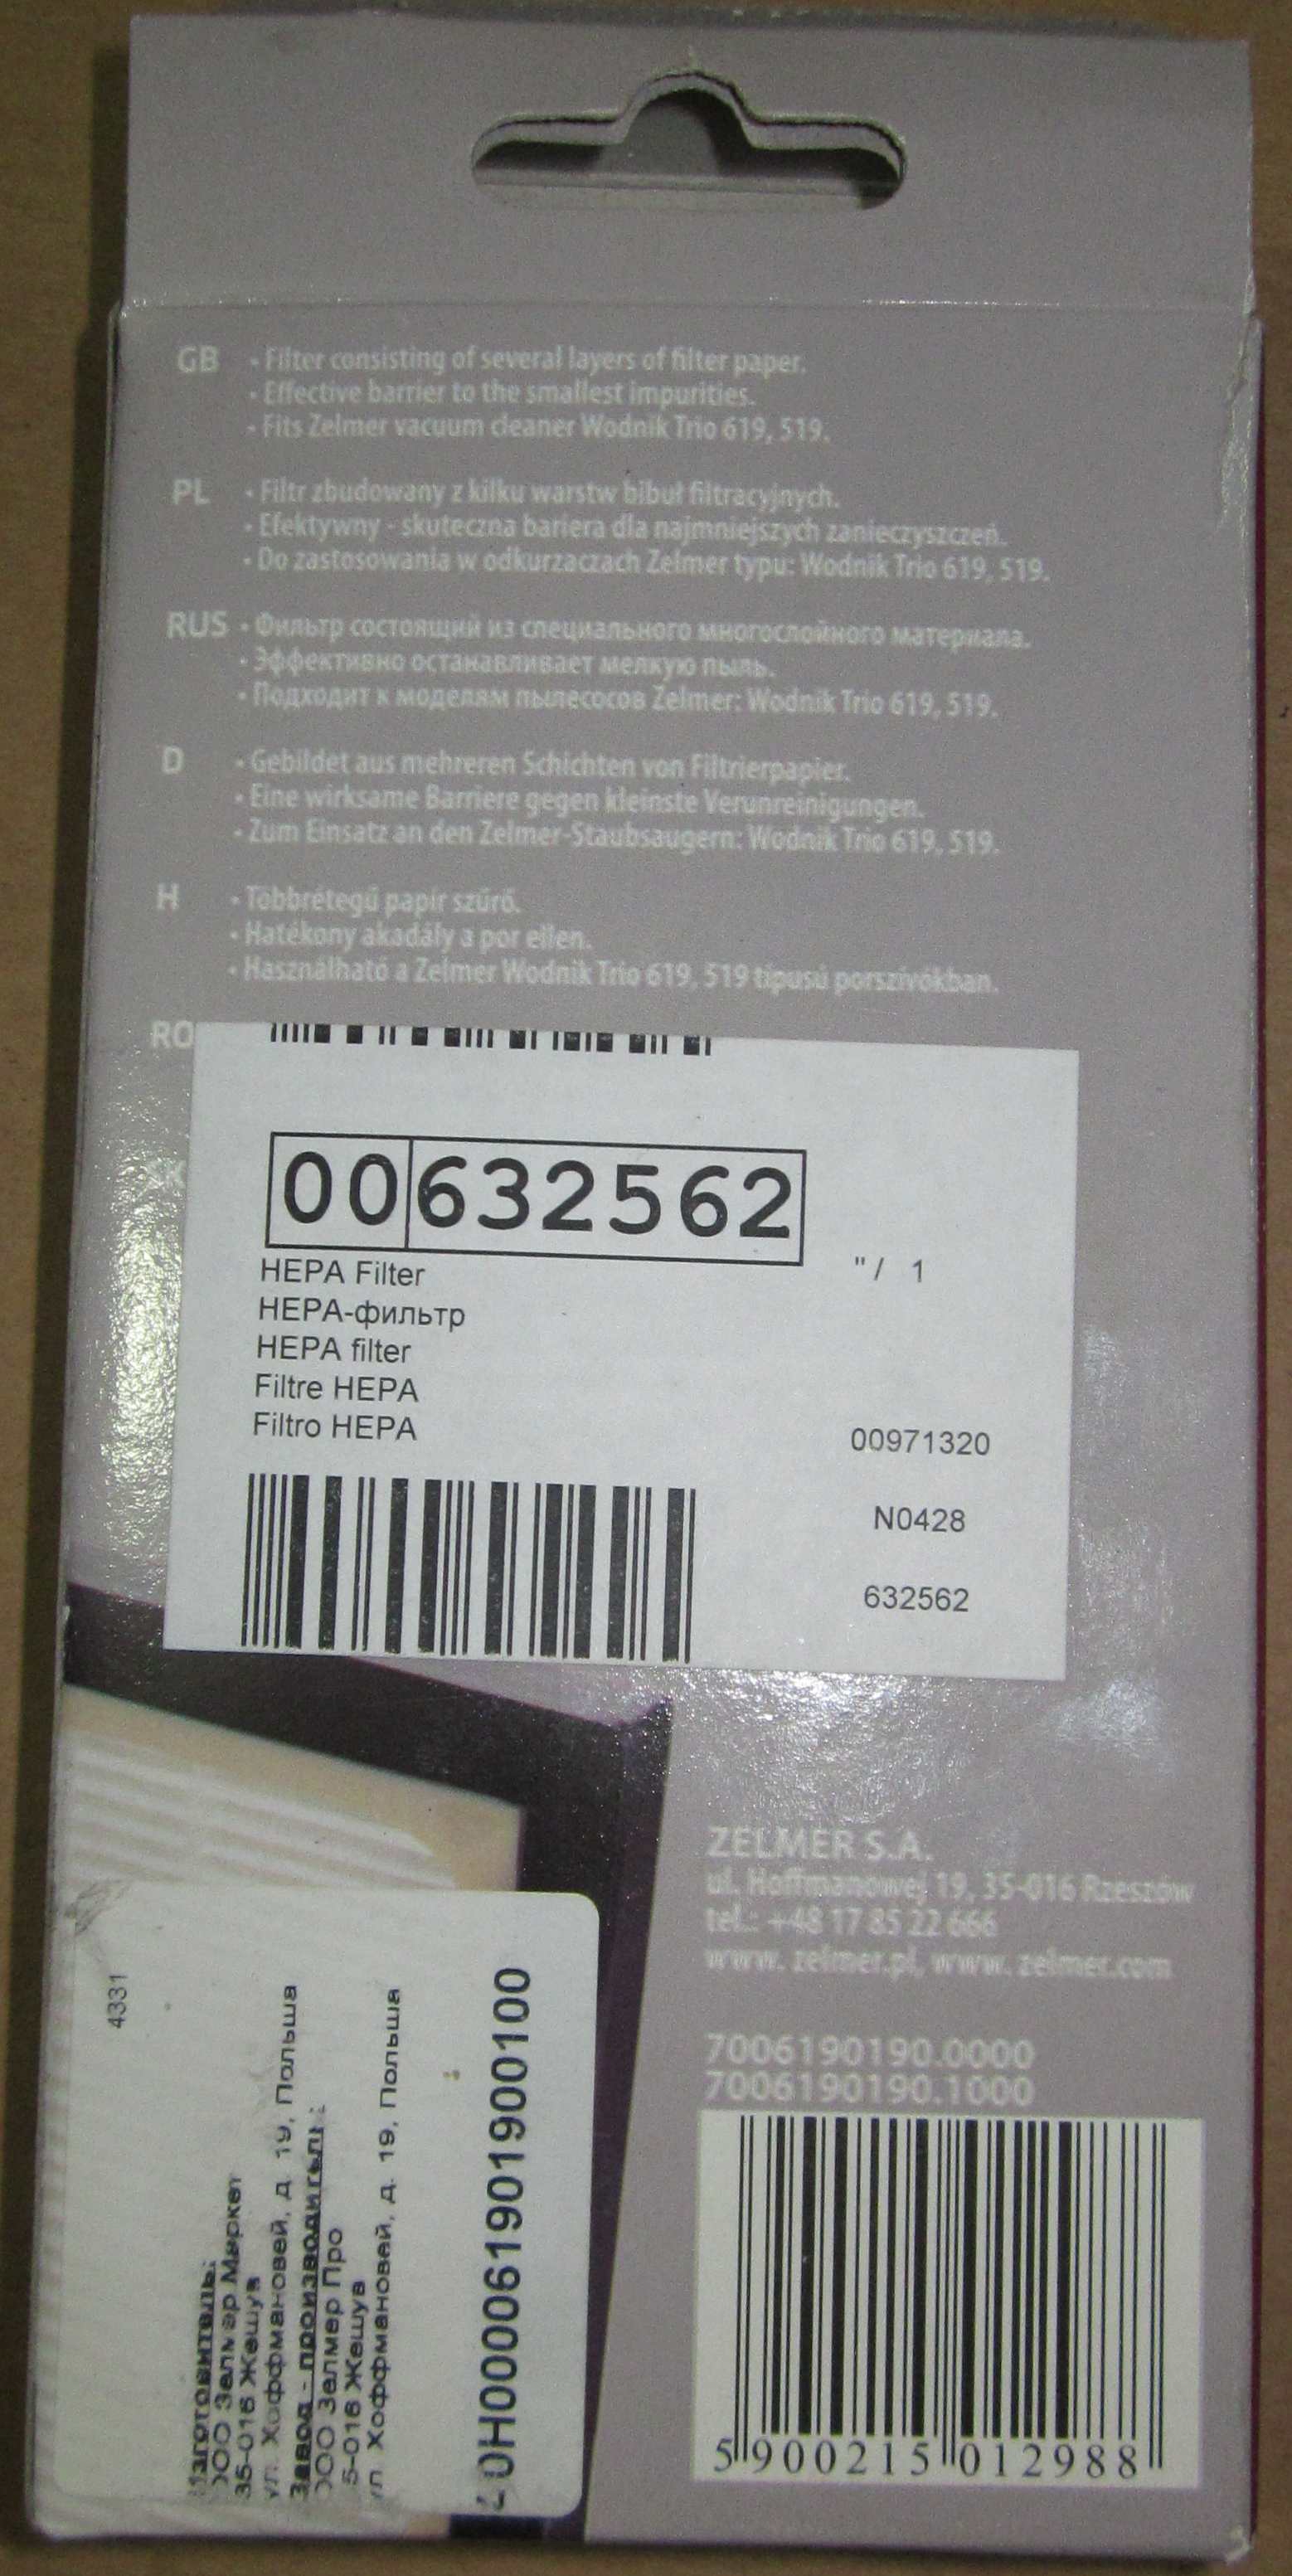 GB • Filter consisting of several layers of filter paper.
• Effective barrier to the smallest impurities.
• Fits Zelmer vacuum cleaner Wodnik Trio 619, 519.
PL • Filtr zbudowany z kilku warstw bibuł filtracyjnych.
• Efektywny - skuteczna bariera dla najmniejszych zanieczyszczeń.
• Do zastosowania w odkurzaczach Zelmer typu: Wodnik Trio 619, 519.
RUS • Фильтр состоящий из специального многослойного материала.
• Эффективно останавливает мелкую пыль.
• Подходит к моделям пылесосов Zelmer: Wodnik Trio 619, 519.
D • Gebildet aus mehreren Schichten von Filtrierpapier.
• Eine wirksame Barriere gegen kleinste Verunreinigungen.
• Zum Einsatz an den Zelmer-Staubsaugern: Wodnik Trio 619, 519.
H • Többrétegű papír szűrő.
• Hatékony akadály a por ellen.
• Használható a Zelmer Wodnik Trio 619, 519 típusú porszívókban.
RO
SK
00632562
"/ 1
HEPA Filter
HEPA-фильтр
HEPA filter
Filtre HEPA
Filtro HEPA
00971320
N0428
632562
ZELMER S.A.
ul. Hoffmanowej 19, 35-016 Rzeszów
tel.: +48 17 85 22 666
www. zelmer.pl, www. zelmer.com
7006190190.0000
7006190190.1000
5 900215 012988
4331
Изготовитель:
ООО Зелмер Маркет
35-016 Жешув
ул. Хоффмановей, д. 19, Польша
Завод - производитель:
ООО Зелмер Про
5-016 Жешув
ул. Хоффмановей, д. 19, Польша
0H00061901900100